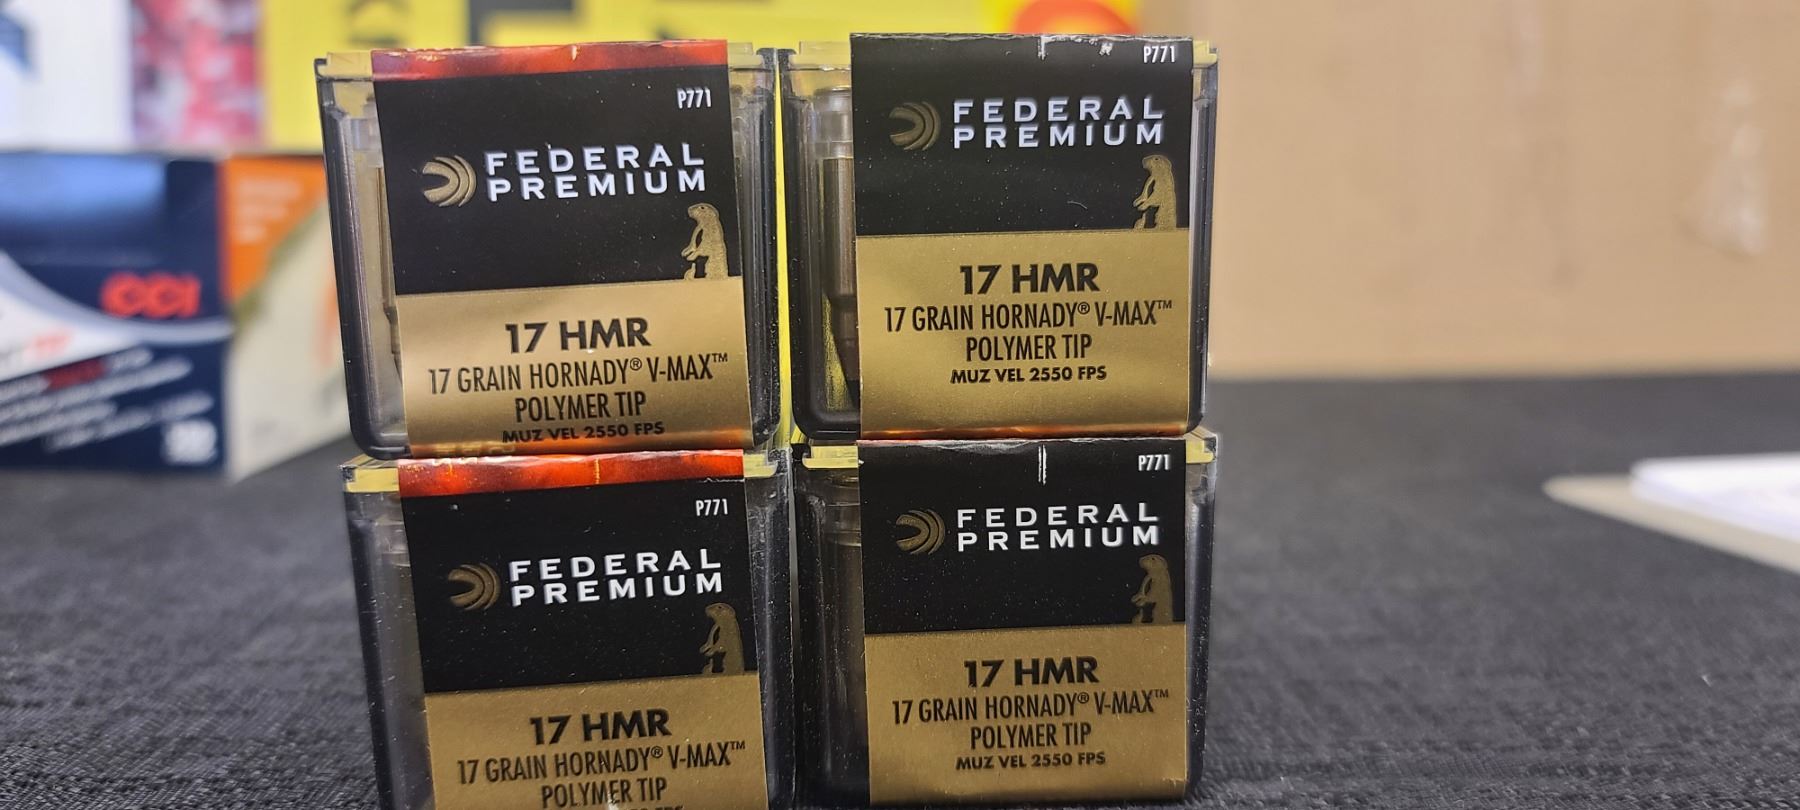 P771
FEDERAL
PREMIUM
17 HMR
17 GRAIN HORNADY® V-MAX™
POLYMER TIP
MUZ VEL 2550 FPS
P771
FEDERAL
PREMIUM
17 HMR
17 GRAIN HORNADY® V-MAX™
POLYMER TIP
MUZ VEL 2550 FPS
P771
FEDERAL
PREMIUM
17 HMR
17 GRAIN HORNADY® V-MAX™
POLYMER TIP
P771
FEDERAL
PREMIUM
17 HMR
17 GRAIN HORNADY® V-MAX™
POLYMER TIP
MUZ VEL 2550 FPS
CCI